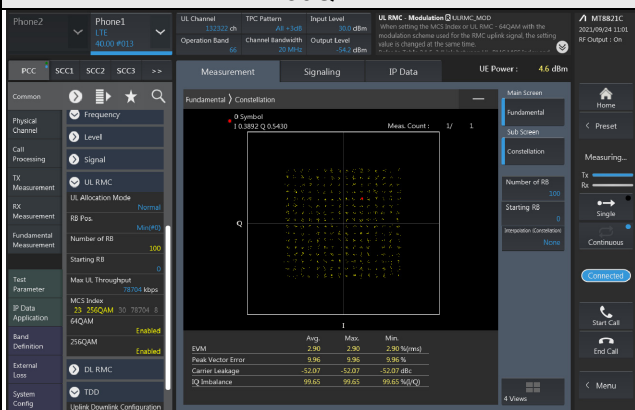 Phone2
Phone1
LTE
40.00 #013
UL Channel
132322 ch
TPC Pattern
All +3dB
Input Level
30.0 dBm
Operation Band
66
Channel Bandwidth
20 MHz
Output Level
-54.2 dBm
UL RMC - Modulation ULURMC_MOD
When setting the MCS Index or UL RMC - 64QAM with the
modulation scheme used for the RMC uplink signal, the setting
value is changed at the same time.
MT8821C
2021/09/24 11:01
RF Output : On
PCC
SCC1
SCC2
SCC3
>>
Measurement
Signaling
IP Data
UE Power : 4.6 dBm
Common
Physical
Channel
Call
Processing
TX
Measurement
RX
Measurement
Fundamental
Measurement
Test
Parameter
IP Data
Application
Band
Definition
External
Loss
System
Config
Frequency
Level
Signal
UL RMC
UL Allocation Mode
Normal
RB Pos.
Min(#0)
Number of RB
100
Starting RB
0
Max UL Throughput
78704 kbps
MCS Index
23 256QAM 30 78704 8
64QAM
Enabled
256QAM
Enabled
DL RMC
TDD
Uplink Downlink Configuration
Fundamental ⟩ Constellation
0 Symbol
I 0.3892 Q 0.5430
Meas. Count : 1/ 1
Q
I
Avg. Max. Min.
EVM 2.90 2.90 2.90 %(rms)
Peak Vector Error 9.96 9.96 9.96 %
Carrier Leakage -52.07 -52.07 -52.07 dBc
IQ Imbalance 99.65 99.65 99.65 %(I/Q)
Main Screen
Fundamental
Sub Screen
Constellation
Number of RB
100
Starting RB
0
Interpolation (Constellation)
None
4 Views
Home
< Preset
Measuring...
Tx
Rx
Single
Continuous
Connected
Start Call
End Call
< Menu